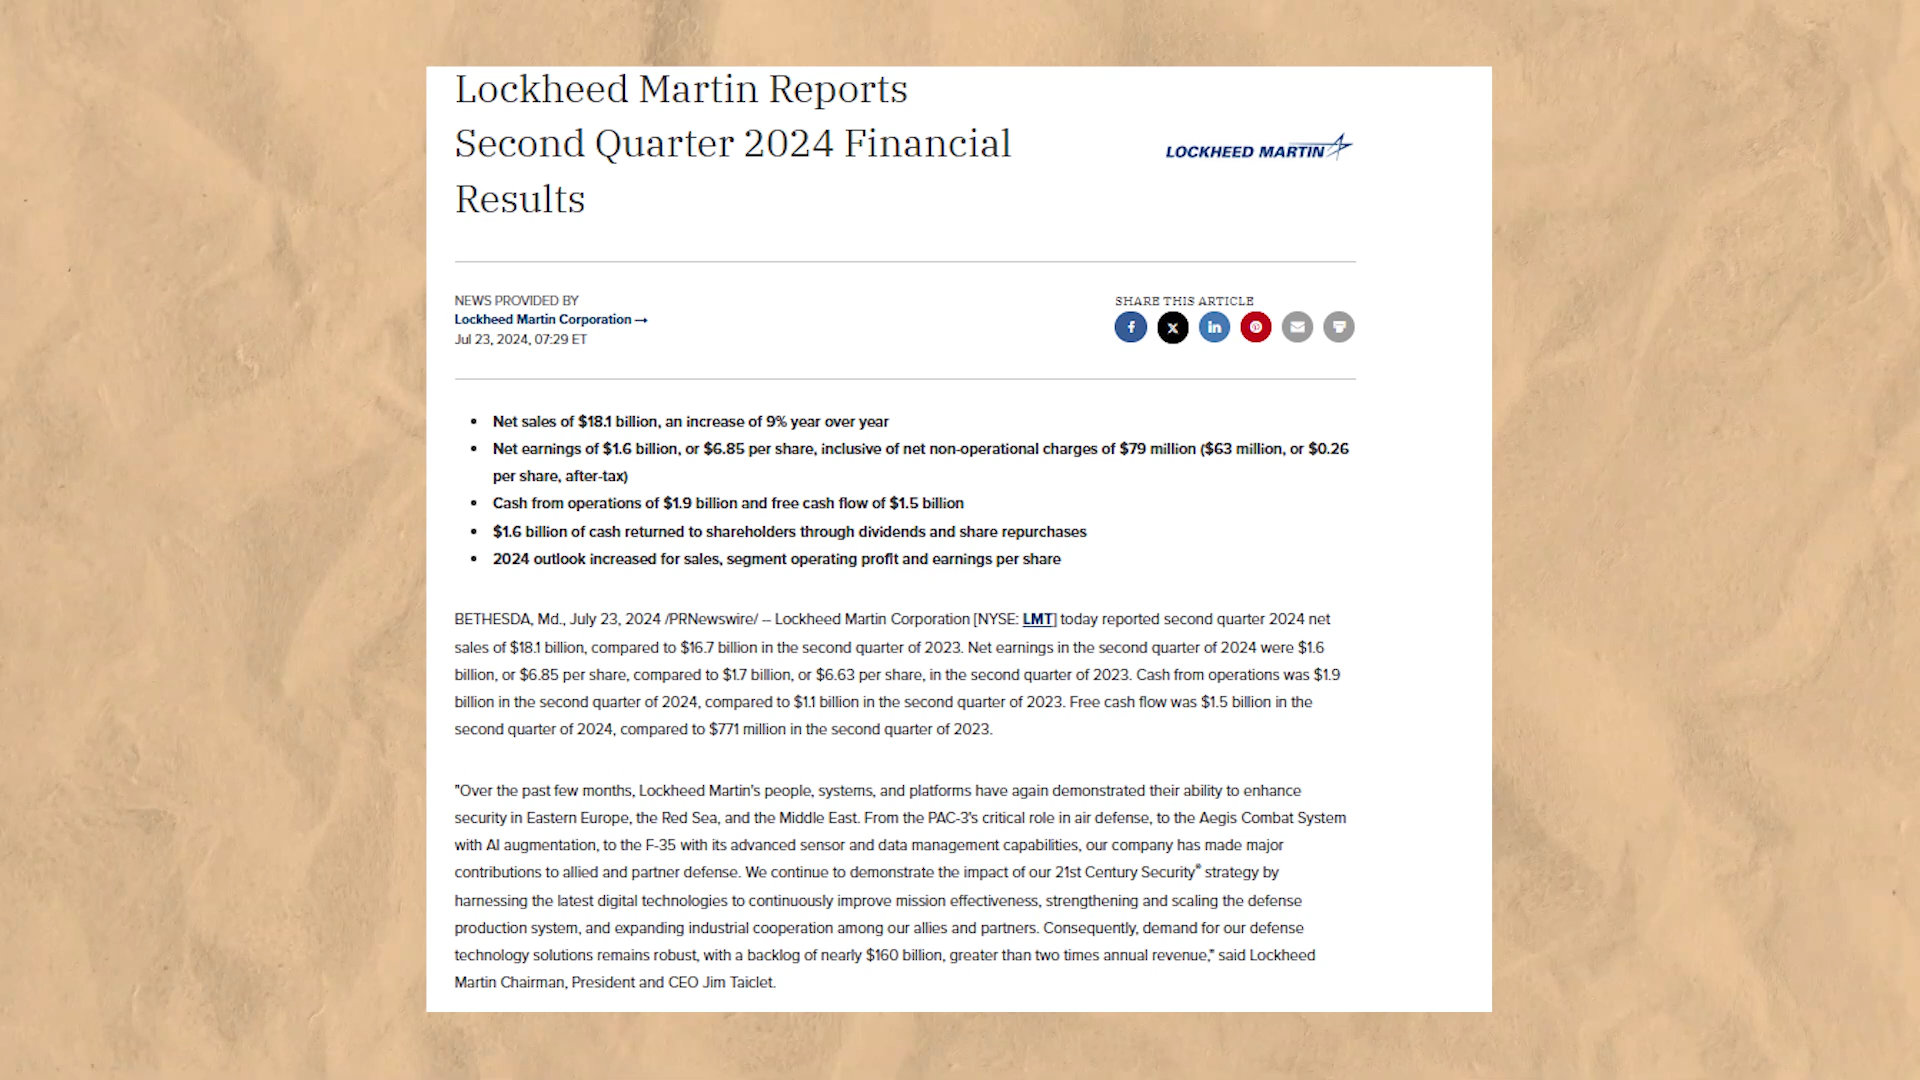 Lockheed Martin Reports
Second Quarter 2024 Financial
Results
LOCKHEED MARTIN
NEWS PROVIDED BY
Lockheed Martin Corporation →
Jul 23, 2024, 07:29 ET
SHARE THIS ARTICLE
• Net sales of $18.1 billion, an increase of 9% year over year
• Net earnings of $1.6 billion, or $6.85 per share, inclusive of net non-operational charges of $79 million ($63 million, or $0.26
per share, after-tax)
• Cash from operations of $1.9 billion and free cash flow of $1.5 billion
• $1.6 billion of cash returned to shareholders through dividends and share repurchases
• 2024 outlook increased for sales, segment operating profit and earnings per share
BETHESDA, Md., July 23, 2024 /PRNewswire/ -- Lockheed Martin Corporation [NYSE: LMT] today reported second quarter 2024 net
sales of $18.1 billion, compared to $16.7 billion in the second quarter of 2023. Net earnings in the second quarter of 2024 were $1.6
billion, or $6.85 per share, compared to $1.7 billion, or $6.63 per share, in the second quarter of 2023. Cash from operations was $1.9
billion in the second quarter of 2024, compared to $1.1 billion in the second quarter of 2023. Free cash flow was $1.5 billion in the
second quarter of 2024, compared to $771 million in the second quarter of 2023.
"Over the past few months, Lockheed Martin's people, systems, and platforms have again demonstrated their ability to enhance
security in Eastern Europe, the Red Sea, and the Middle East. From the PAC-3's critical role in air defense, to the Aegis Combat System
with AI augmentation, to the F-35 with its advanced sensor and data management capabilities, our company has made major
contributions to allied and partner defense. We continue to demonstrate the impact of our 21st Century Security® strategy by
harnessing the latest digital technologies to continuously improve mission effectiveness, strengthening and scaling the defense
production system, and expanding industrial cooperation among our allies and partners. Consequently, demand for our defense
technology solutions remains robust, with a backlog of nearly $160 billion, greater than two times annual revenue," said Lockheed
Martin Chairman, President and CEO Jim Taiclet.